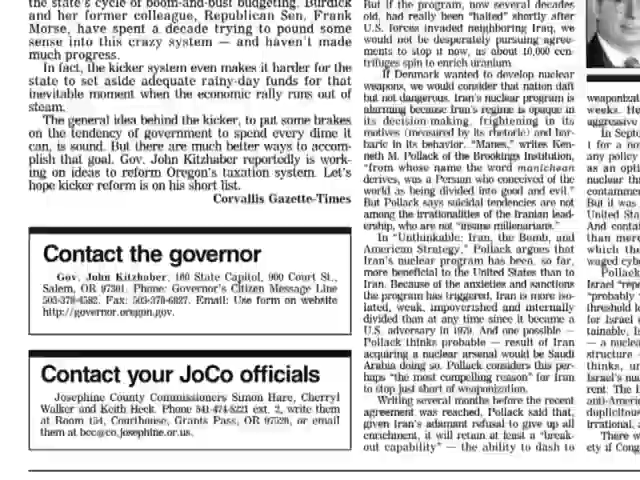 the state's cycle of boom-and-bust budgeting. Burdick
and her former colleague, Republican Sen. Frank
Morse, have spent a decade trying to pound some
sense into this crazy system — and haven't made
much progress.
In fact, the kicker system even makes it harder for the
state to set aside adequate rainy-day funds for that
inevitable moment when the economic rally runs out of
steam.
The general idea behind the kicker, to put some brakes
on the tendency of government to spend every dime it
can, is sound. But there are much better ways to accom-
plish that goal. Gov. John Kitzhaber reportedly is work-
ing on ideas to reform Oregon's taxation system. Let's
hope kicker reform is on his short list.
Corvallis Gazette-Times
Contact the governor
Gov. John Kitzhaber, 160 State Capitol, 900 Court St.,
Salem, OR 97301. Phone: Governor's Citizen Message Line
503-378-4582. Fax: 503-378-6827. Email: Use form on website
http://governor.oregon.gov.
Contact your JoCo officials
Josephine County Commissioners Simon Hare, Cherryl
Walker and Keith Heck. Phone 541-474-5221 ext. 2, write them
at Room 154, Courthouse, Grants Pass, OR 97526, or email
them at bcc@co.josephine.or.us.
But if the program, now several decades
old, had really been "halted" shortly after
U.S. forces invaded neighboring Iraq, we
would not be desperately pursuing agree-
ments to stop it now, as about 10,000 cen-
trifuges spin to enrich uranium.
If Denmark wanted to develop nuclear
weapons, we would consider that nation daft
but not dangerous. Iran's nuclear program is
alarming because Iran's regime is opaque in
its decision-making, frightening in its
motives (measured by its rhetoric) and bar-
baric in its behavior. "Manes," writes Ken-
neth M. Pollack of the Brookings Institution,
"from whose name the word manichean
derives, was a Persian who conceived of the
world as being divided into good and evil."
But Pollack says suicidal tendencies are not
among the irrationalities of the Iranian lead-
ership, who are not "insane millenarians."
In "Unthinkable: Iran, the Bomb, and
American Strategy," Pollack argues that
Iran's nuclear program has been, so far,
more beneficial to the United States than to
Iran. Because of the anxieties and sanctions
the program has triggered, Iran is more iso-
lated, weak, impoverished and internally
divided than at any time since it became a
U.S. adversary in 1979. And one possible —
Pollack thinks probable — result of Iran
acquiring a nuclear arsenal would be Saudi
Arabia doing so. Pollack considers this per-
haps "the most compelling reason" for Iran
to stop just short of weaponization.
Writing several months before the recent
agreement was reached, Pollack said that,
given Iran's adamant refusal to give up all
enrichment, it will retain at least a "break-
out capability" — the ability to dash to
weaponizat
weeks. He
aggressive
In Sept
1 for a no
any policy
as an opti
nuclear th
containmen
But it was
United Sta
And contai
than mere
which the
waged cybe
Pollack
Israel "repe
"probably
threshold lo
for Israel
tainable, Is
— a nuclea
structure
thinks, un
Israel's nuc
rent. The I
anti-Ameri
duplicitous
irrational, a
There w
ety if Cong